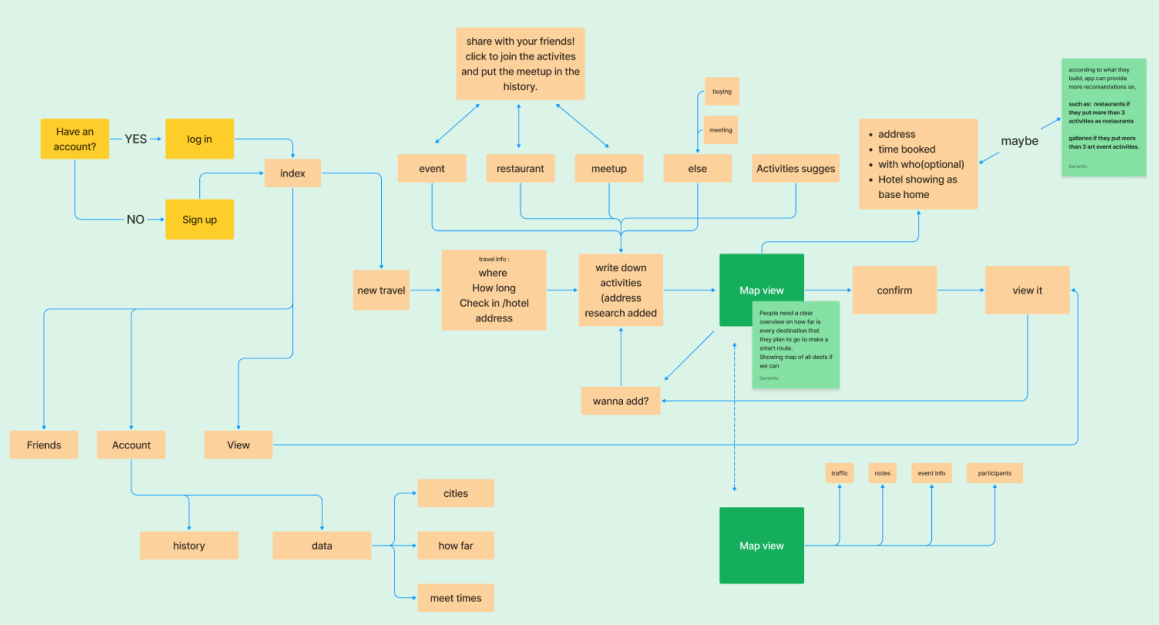 share with your friends!
click to join the activites
and put the meetup in the
history.
buying
meeting
according to what they
build, app can provide
more recomandations on,
such as:  restaurants if
they put more than 3
activities as restaurants
galleries if they put more
than 3 art event activities.
Have an
account?
YES
log in
NO
Sign up
index
event
restaurant
meetup
else
Activities sugges
• address
• time booked
• with who(optional)
• Hotel showing as
base home
maybe
new travel
travel info :
where
How long
Check in /hotel
address
write down
activities
(address
research added
Map view
People need a clear
overview on how far is
every destination that
they plan to go to make a
smart route.
Showing map of all dests if
we can
confirm
view it
wanna add?
Friends
Account
View
history
data
cities
how far
meet times
Map view
traffic
notes
event info
participants